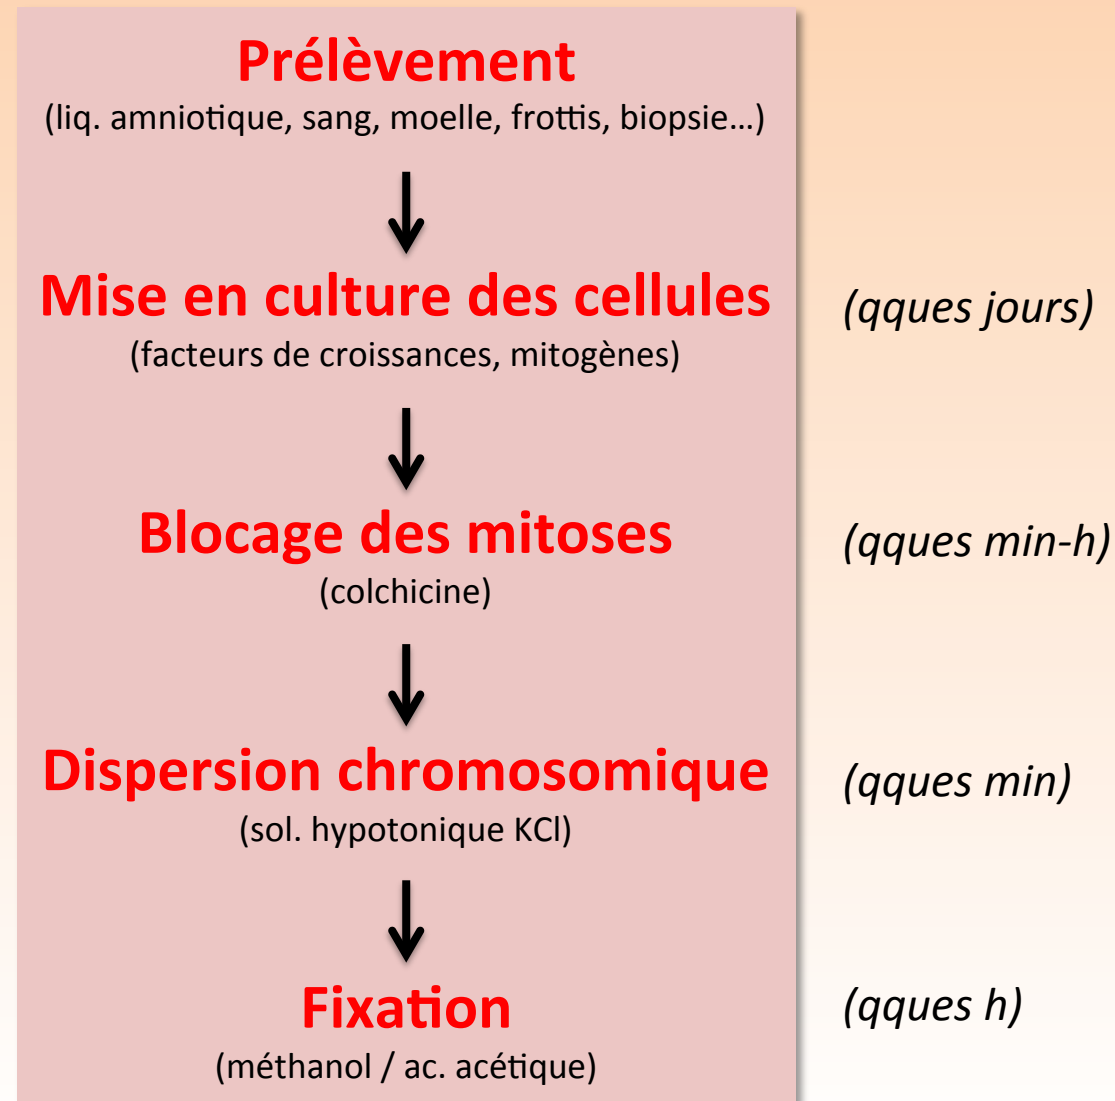 Prélèvement
(liq. amniotique, sang, moelle, frottis, biopsie…)
Mise en culture des cellules
(qques jours)
(facteurs de croissances, mitogènes)
Blocage des mitoses
(qques min-h)
(colchicine)
Dispersion chromosomique
(qques min)
(sol. hypotonique KCl)
Fixation
(qques h)
(méthanol / ac. acétique)